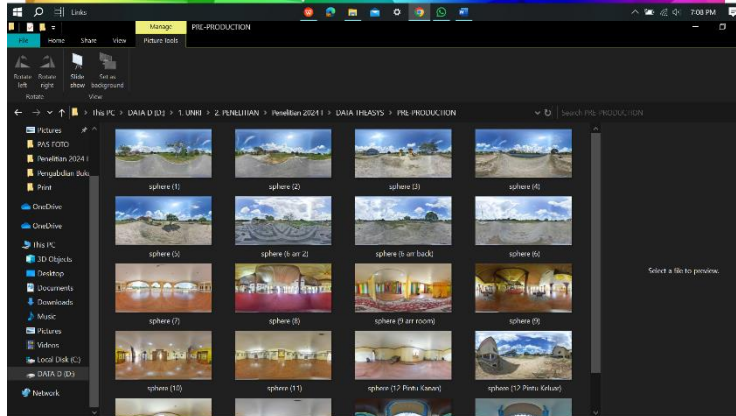 Links
7:08 PM
Manage
PRE-PRODUCTION
File
Home
Share
View
Picture Tools
Rotate left
Rotate right
Slide show
Set as background
Rotate
View
This PC > DATA D (D:) > 1. UNRI > 2. PENELITIAN > Penelitian 2024 I > DATA THEASYS > PRE-PRODUCTION
Search PRE-PRODUCTION
Pictures
PAS FOTO
Penelitian 2024 I
Pengabdian Buku
Print
OneDrive
OneDrive
This PC
3D Objects
Desktop
Documents
Downloads
Music
Pictures
Videos
Local Disk (C:)
DATA D (D:)
Network
sphere (1)
sphere (2)
sphere (3)
sphere (4)
sphere (5)
sphere (6 arr 2)
sphere (6 arr back)
sphere (6)
sphere (7)
sphere (8)
sphere (9 arr room)
sphere (9)
sphere (10)
sphere (11)
sphere (12 Pintu Kanan)
sphere (12 Pintu Keluar)
Select a file to preview.